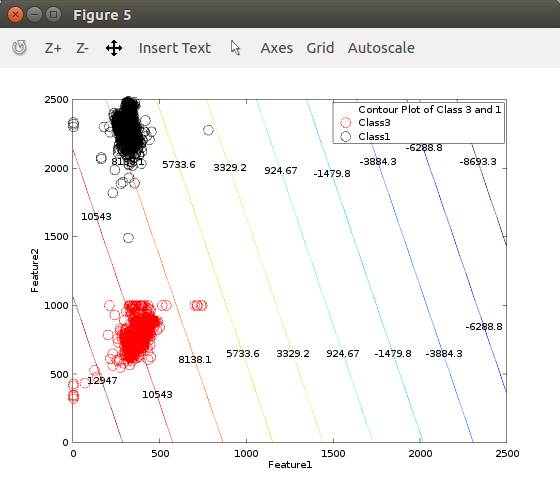 Figure 5
Z+ Z- Insert Text Axes Grid Autoscale
2500
Contour Plot of Class 3 and 1
Class3
Class1
-6288.8
8138.1 5733.6 3329.2 924.67 -1479.8 -3884.3 -8693.3
2000
10543
1500
Feature2
1000
-6288.8
8138.1 5733.6 3329.2 924.67 -1479.8 -3884.3
500
12947
10543
0
0 500 1000 1500 2000 2500
Feature1